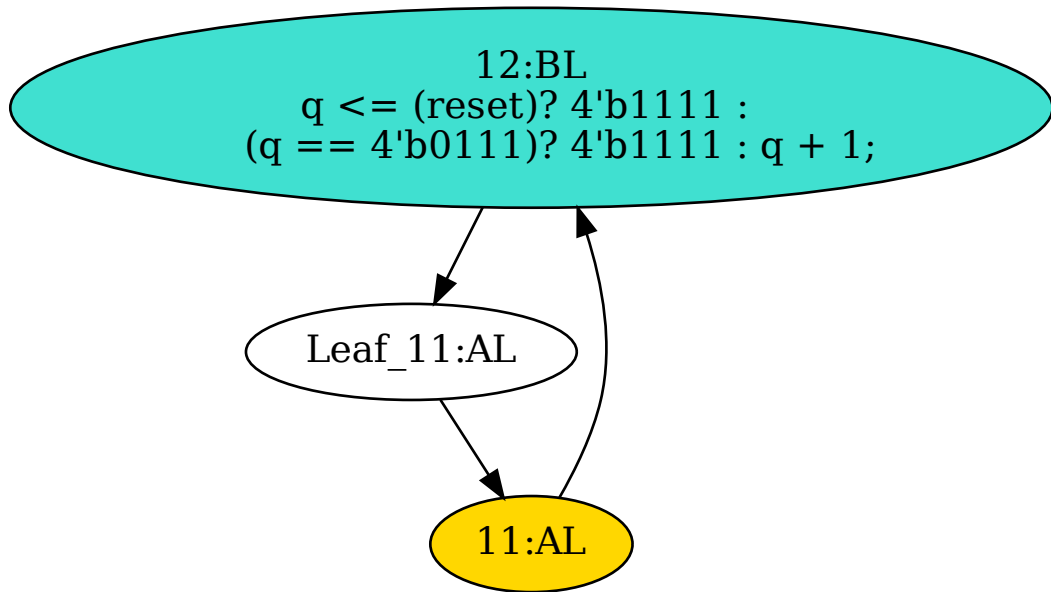 12:BL
q <= (reset)? 4'b1111 :
(q == 4'b0111)? 4'b1111 : q + 1;
Leaf_11:AL
11:AL